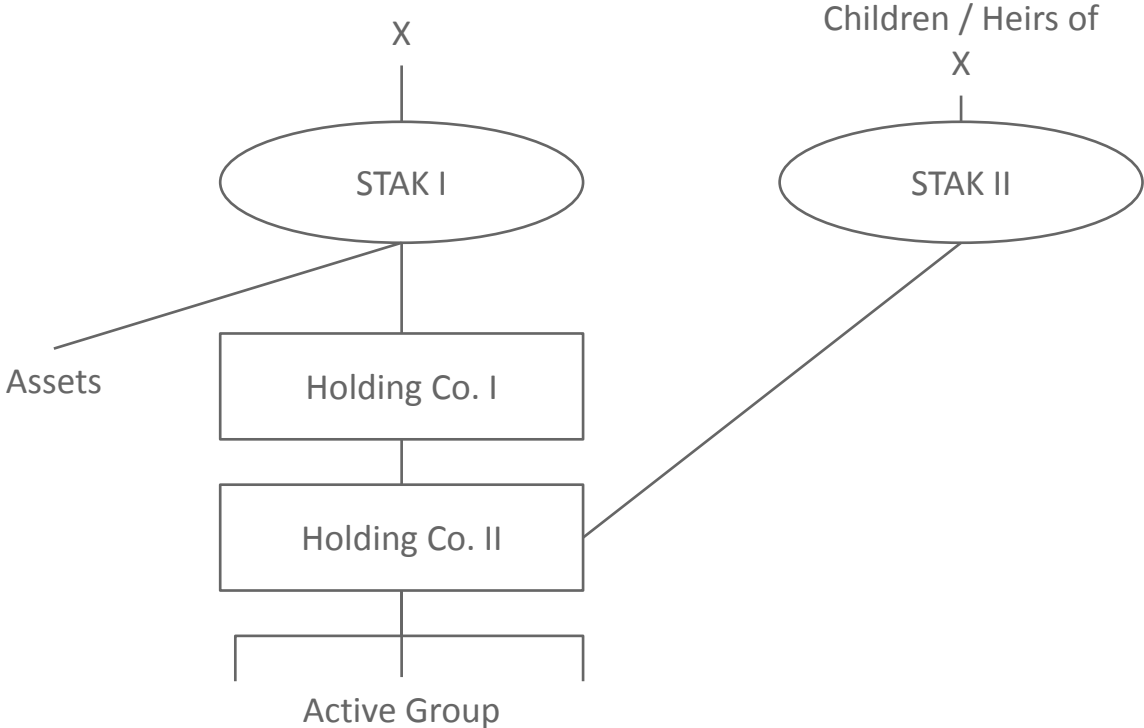 X
Children / Heirs of
X
STAK I
STAK II
Assets
Holding Co. I
Holding Co. II
Active Group